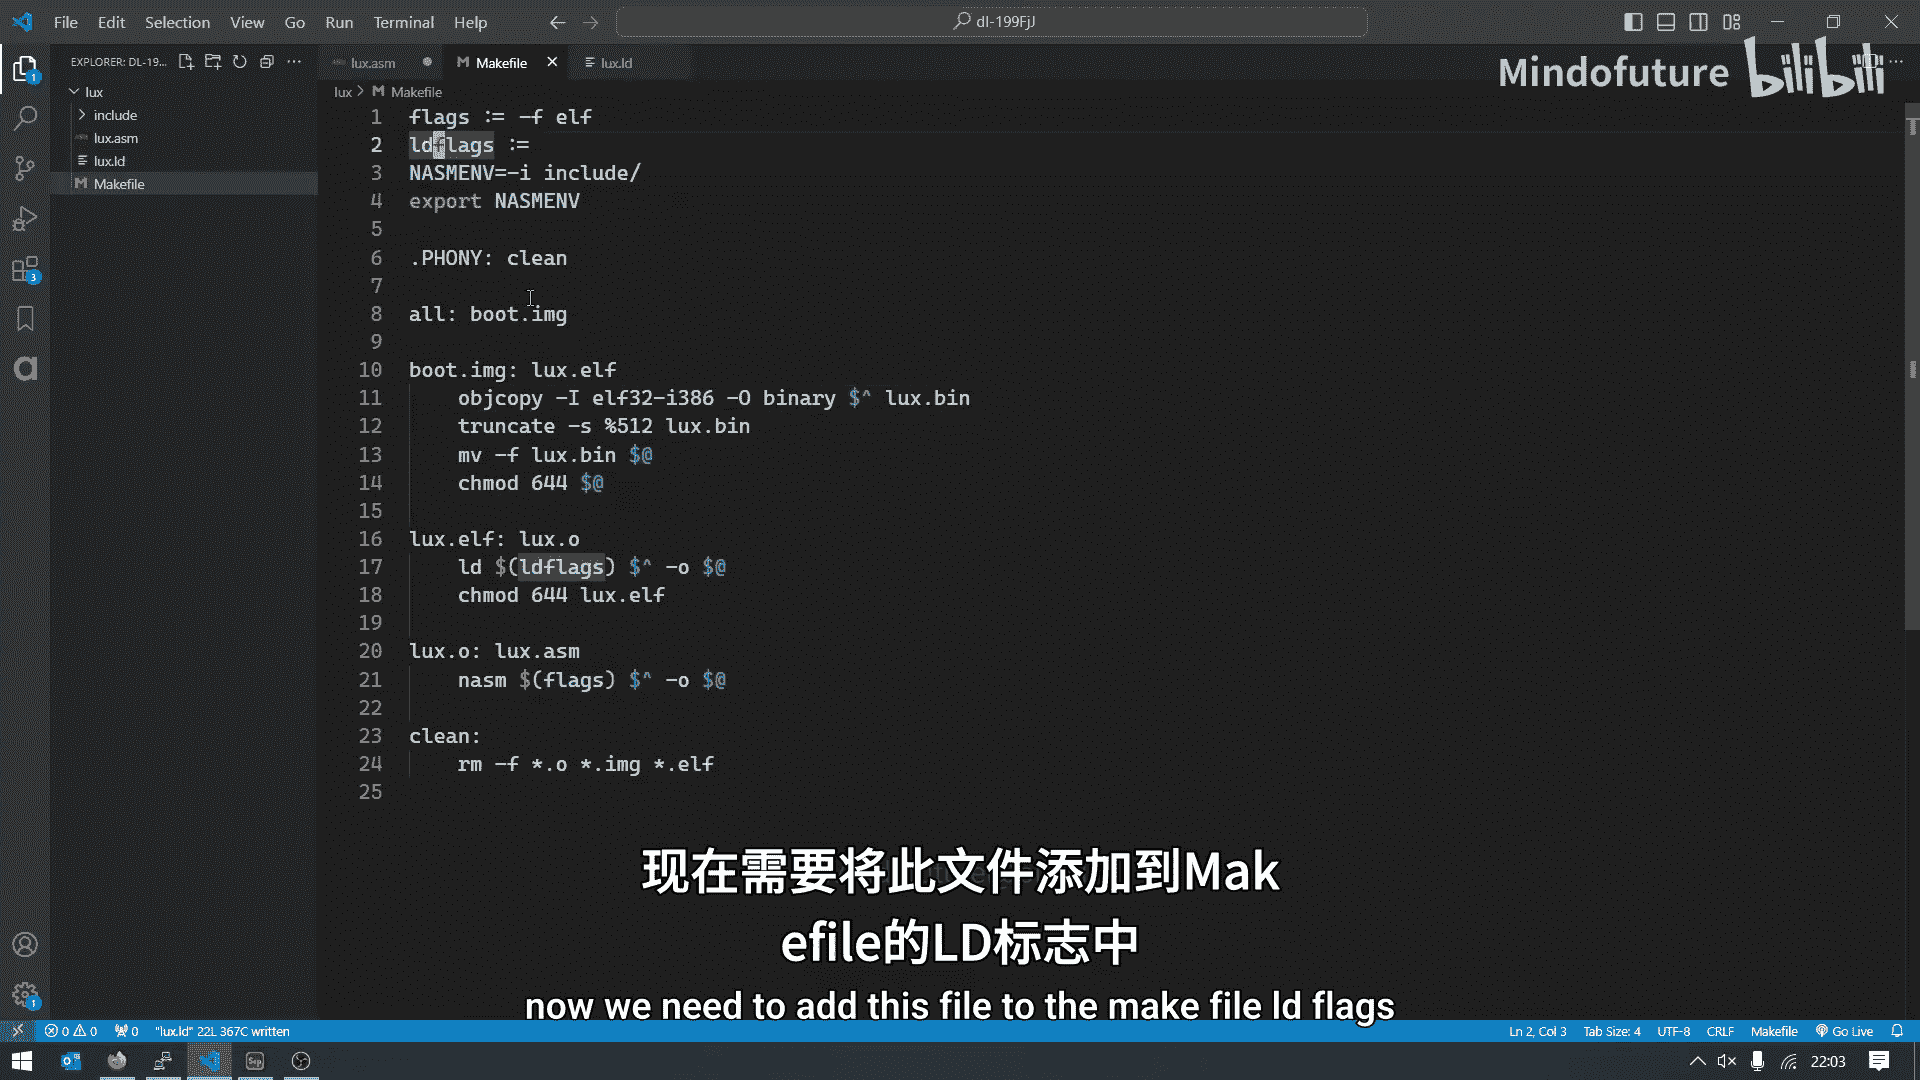 File Edit Selection View Go Run Terminal Help
dl-199FjJ
EXPLORER: DL-19...
lux.asm
Makefile
lux.ld
Mindofuture bilibili
lux
include
lux.asm
lux.ld
Makefile
lux > Makefile
1 flags := -f elf
2 ldflags :=
3 NASMENV=-i include/
4 export NASMENV
5
6 .PHONY: clean
7
8 all: boot.img
9
10 boot.img: lux.elf
11 objcopy -I elf32-i386 -O binary $^ lux.bin
12 truncate -s %512 lux.bin
13 mv -f lux.bin $@
14 chmod 644 $@
15
16 lux.elf: lux.o
17 ld $(ldflags) $^ -o $@
18 chmod 644 lux.elf
19
20 lux.o: lux.asm
21 nasm $(flags) $^ -o $@
22
23 clean:
24 rm -f *.o *.img *.elf
25
1
3
1
现在需要将此文件添加到Mak
efile的LD标志中
now we need to add this file to the make file ld flags
0 0 0 "lux.ld" 22L 367C written
Ln 2, Col 3 Tab Size: 4 UTF-8 CRLF Makefile Go Live
22:03